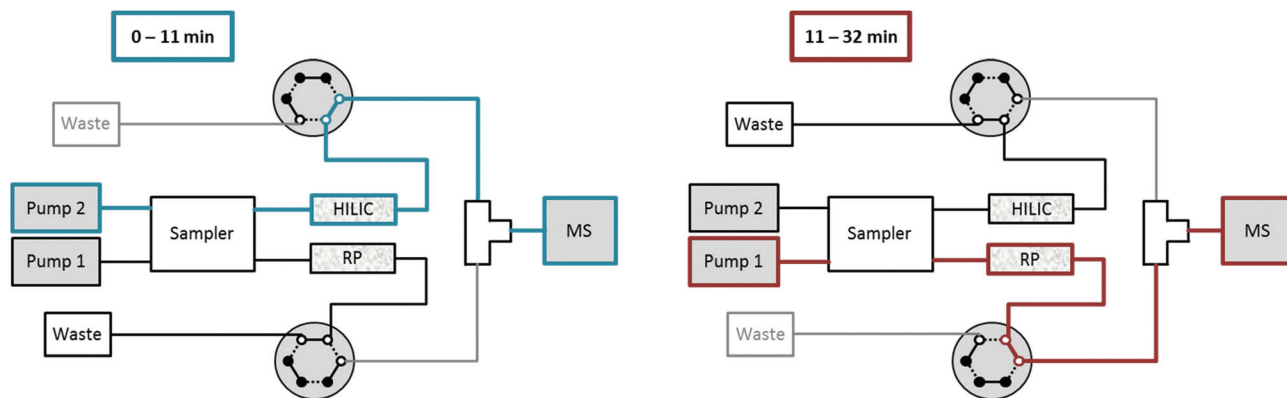 0 – 11 min
Waste
Pump 2
HILIC
Sampler
MS
Pump 1
RP
Waste
11 – 32 min
Waste
Pump 2
HILIC
Sampler
MS
Pump 1
RP
Waste